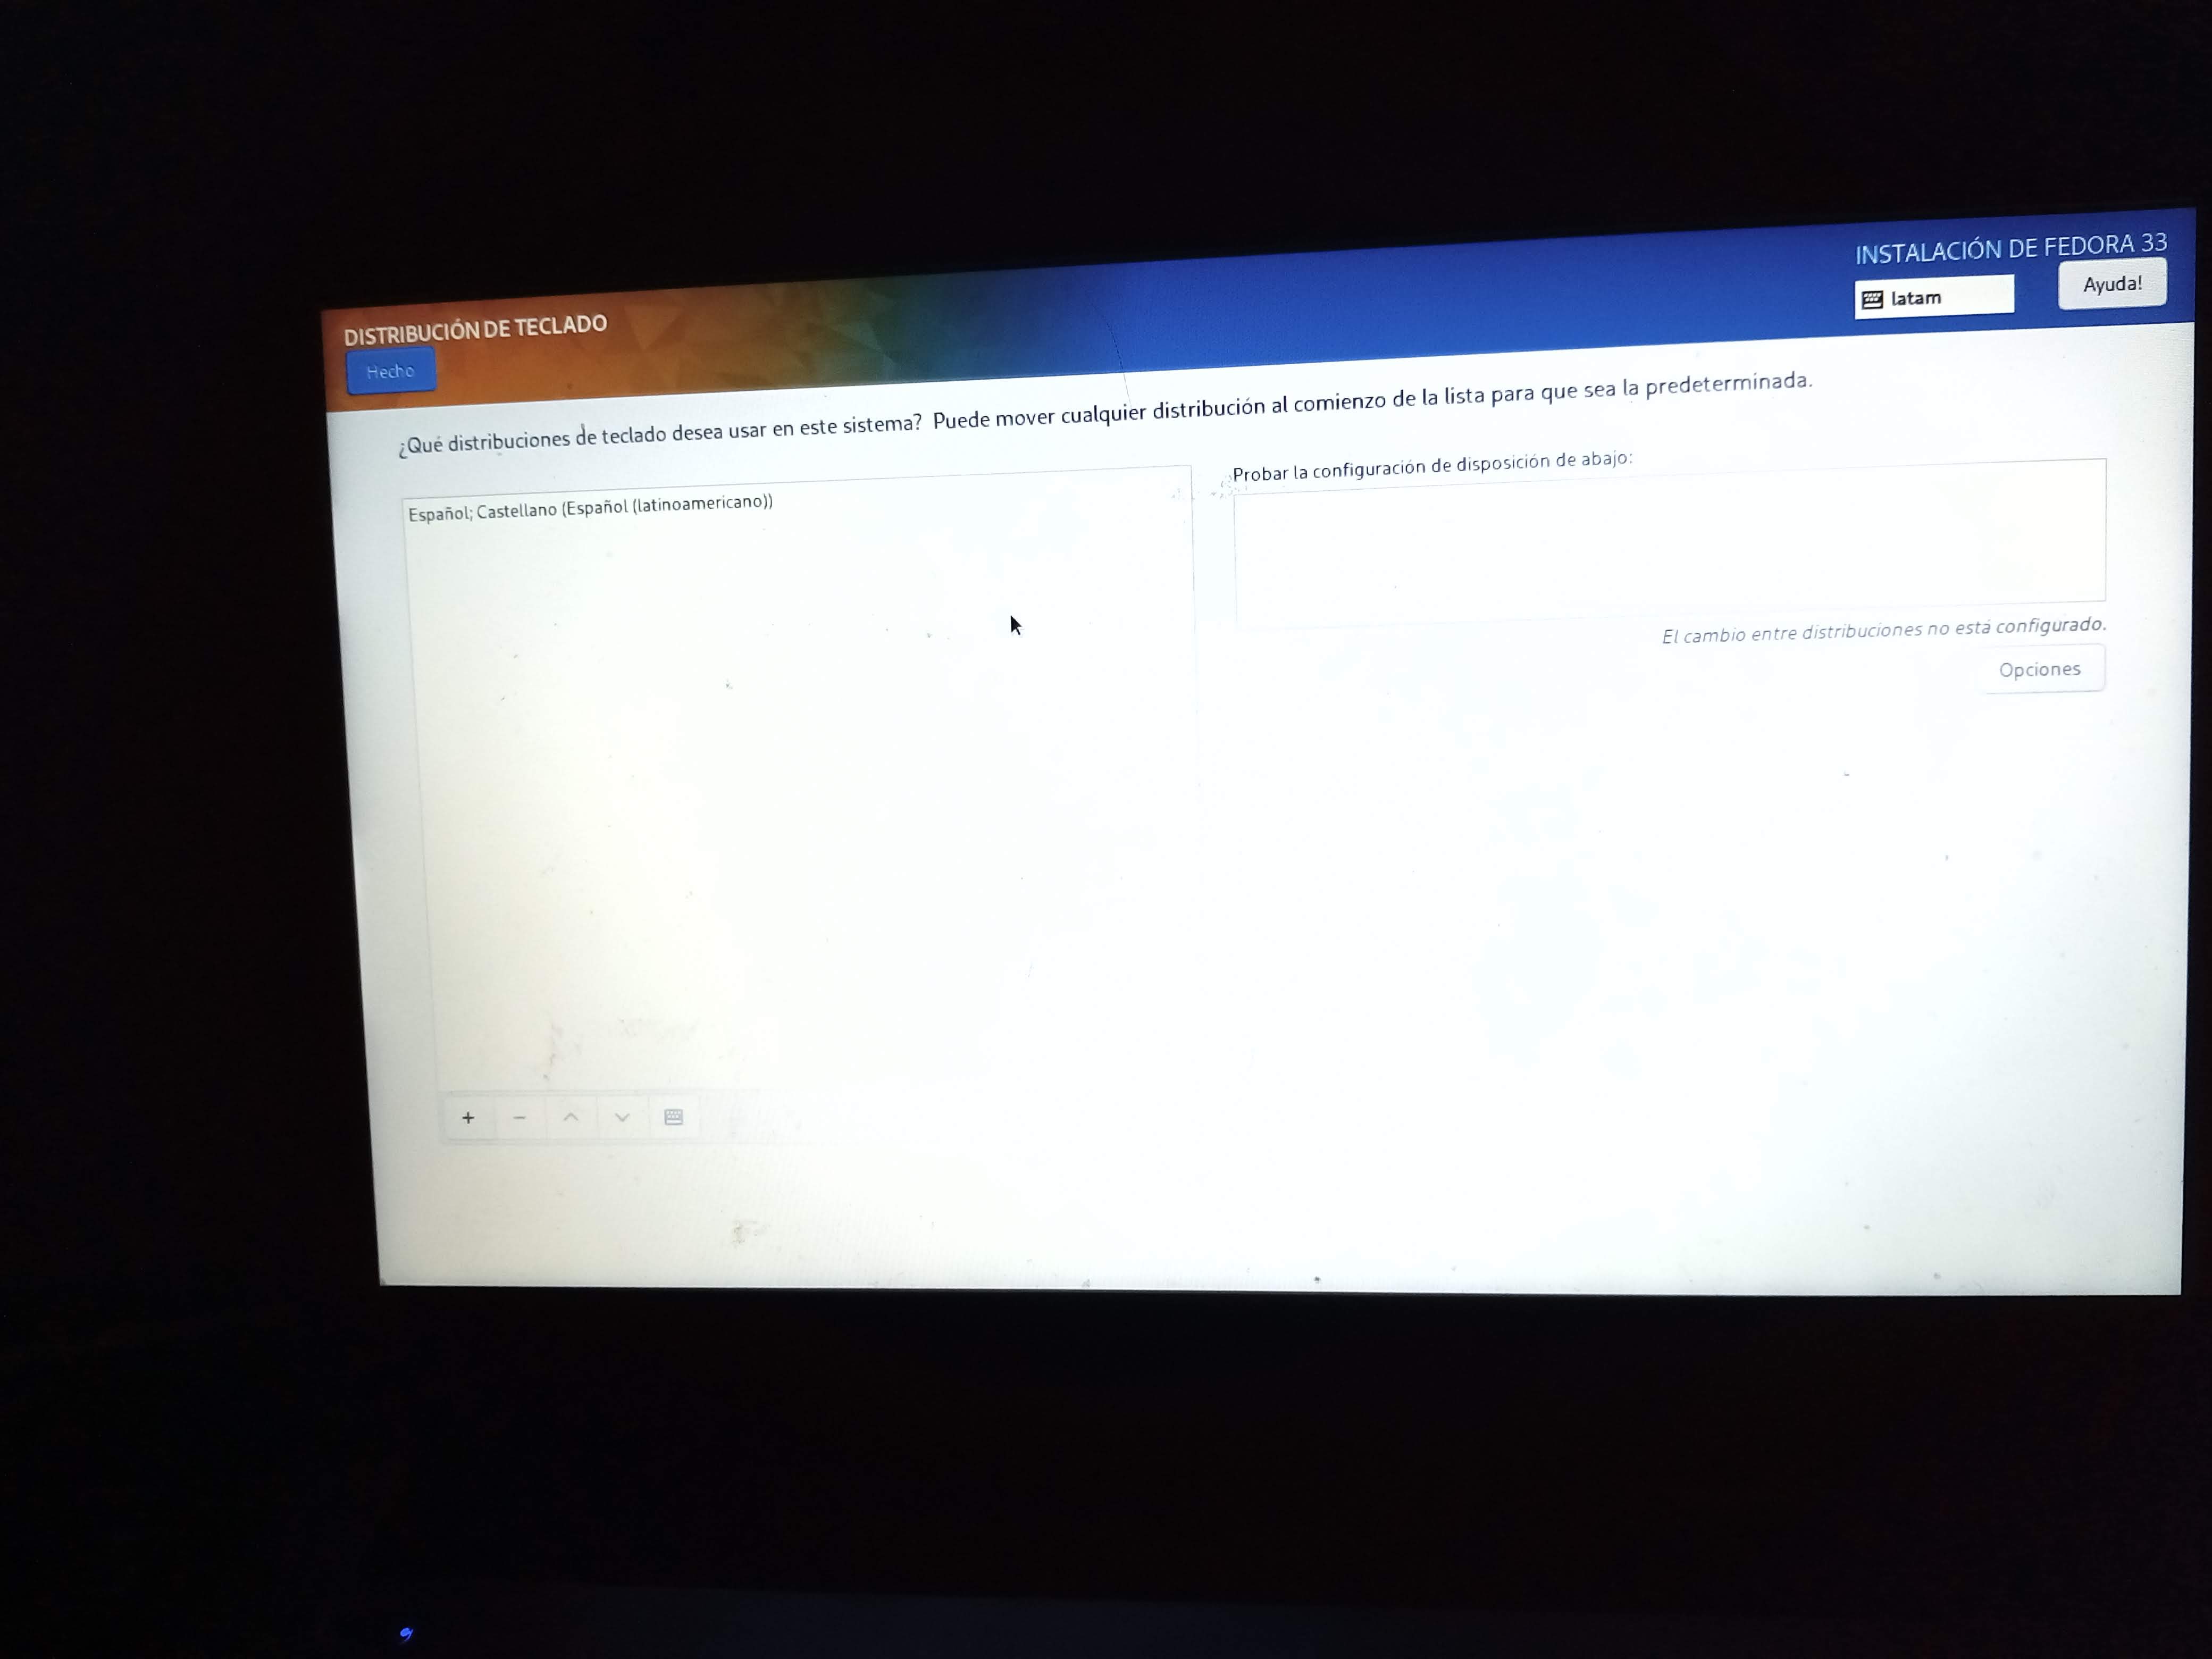 INSTALACIÓN DE FEDORA 33
DISTRIBUCIÓN DE TECLADO
latam
Ayuda!
Hecho
¿Qué distribuciones de teclado desea usar en este sistema? Puede mover cualquier distribución al comienzo de la lista para que sea la predeterminada.
Español; Castellano (Español (latinoamericano))
Probar la configuración de disposición de abajo:
El cambio entre distribuciones no está configurado.
Opciones